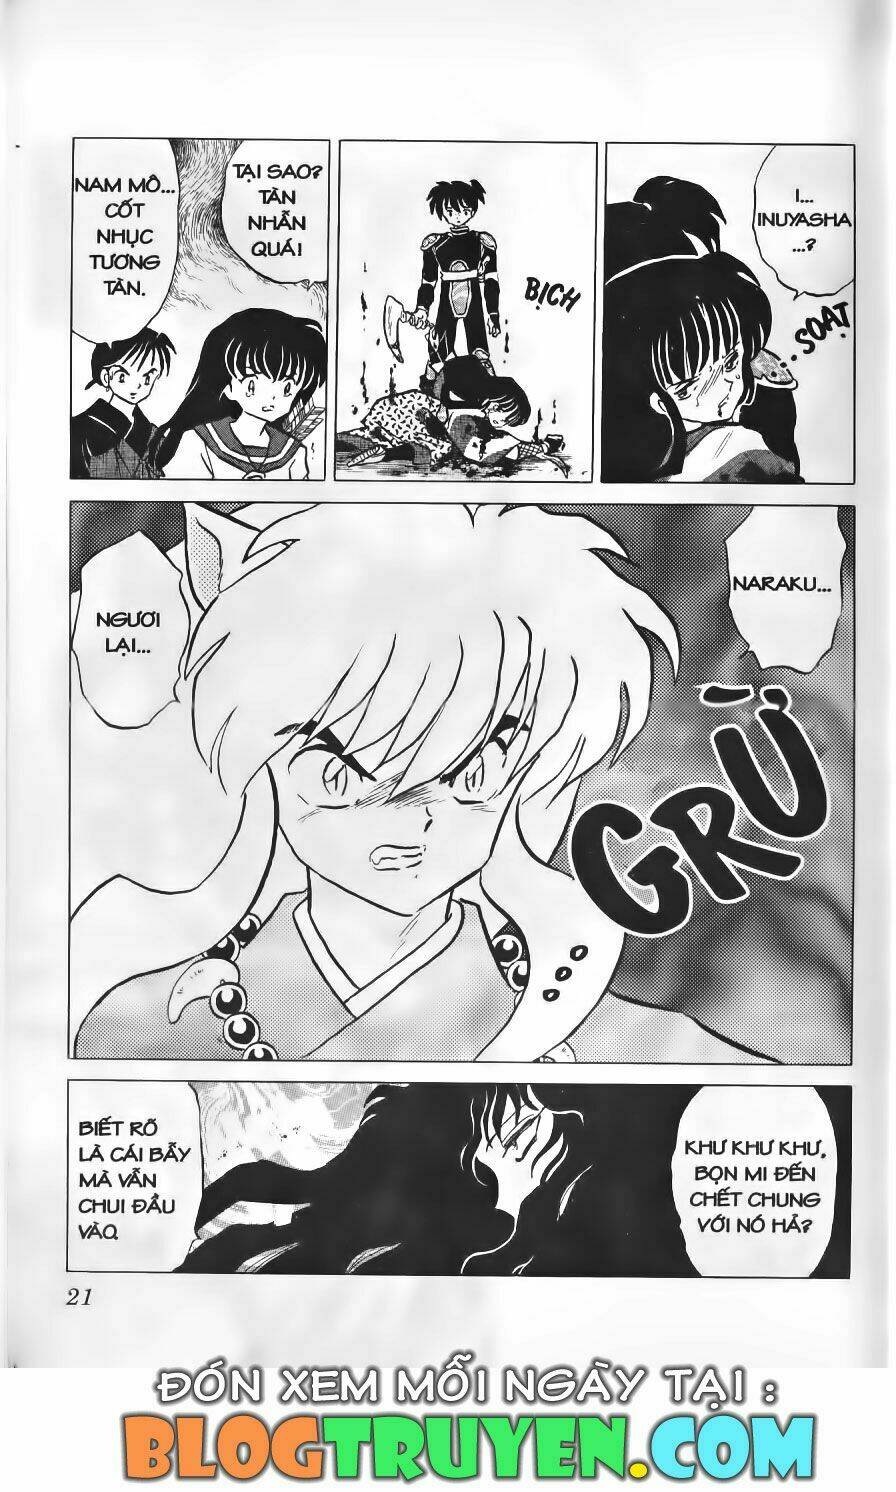 I...
INUYASHA
...?
SOẠT
BỊCH
TẠI SAO?
TÀN
NHẪN
QUÁ!
NAM MÔ...
CỐT
NHỤC
TƯƠNG
TÀN.
NARAKU...
GRỪ
NGƯƠI
LẠI...
KHƯ KHƯ KHƯ,
BỌN MI ĐẾN
CHẾT CHUNG
VỚI NÓ HẢ?
BIẾT RÕ
LÀ CÁI BẪY
MÀ VẪN
CHUI ĐẦU
VÀO.
21
ĐÓN XEM MỖI NGÀY TẠI :
BLOGTRUYEN.COM